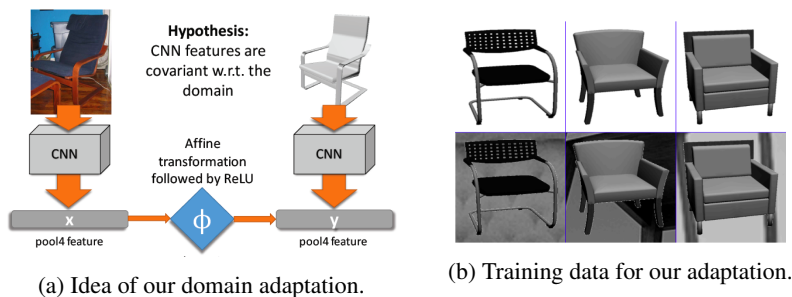 Hypothesis:
CNN features are
covariant w.r.t. the
domain
CNN
Affine
transformation
followed by ReLU
CNN
x
ϕ
y
pool4 feature
pool4 feature
(a) Idea of our domain adaptation.
(b) Training data for our adaptation.